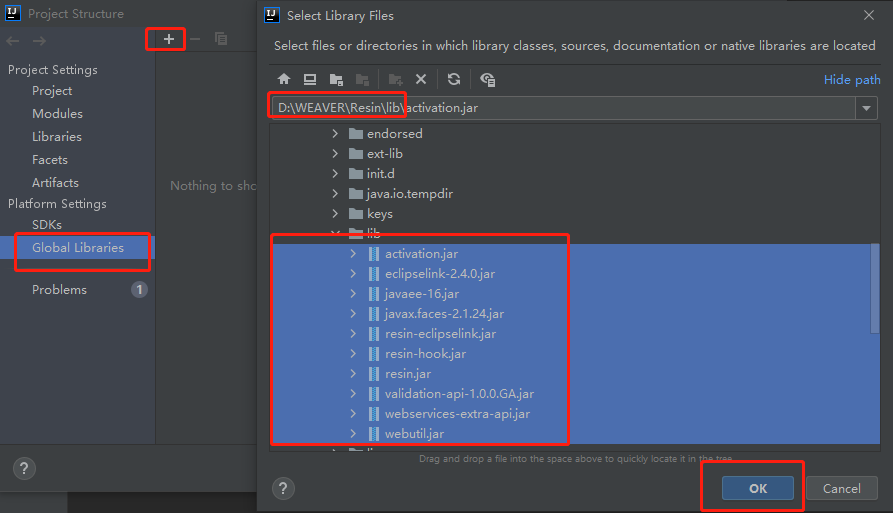 Project Structure
Project Settings
Project
Modules
Libraries
Facets
Artifacts
Platform Settings
SDKs
Global Libraries
Problems
1
Nothing to sho
?
Select Library Files
Select files or directories in which library classes, sources, documentation or native libraries are located
Hide path
D:\WEAVER\Resin\lib\activation.jar
endorsed
ext-lib
init.d
java.io.tempdir
keys
lib
activation.jar
eclipselink-2.4.0.jar
javaee-16.jar
javax.faces-2.1.24.jar
resin-eclipselink.jar
resin-hook.jar
resin.jar
validation-api-1.0.0.GA.jar
webservices-extra-api.jar
webutil.jar
Drag and drop a file into the space above to quickly locate it in the tree
?
OK
Cancel